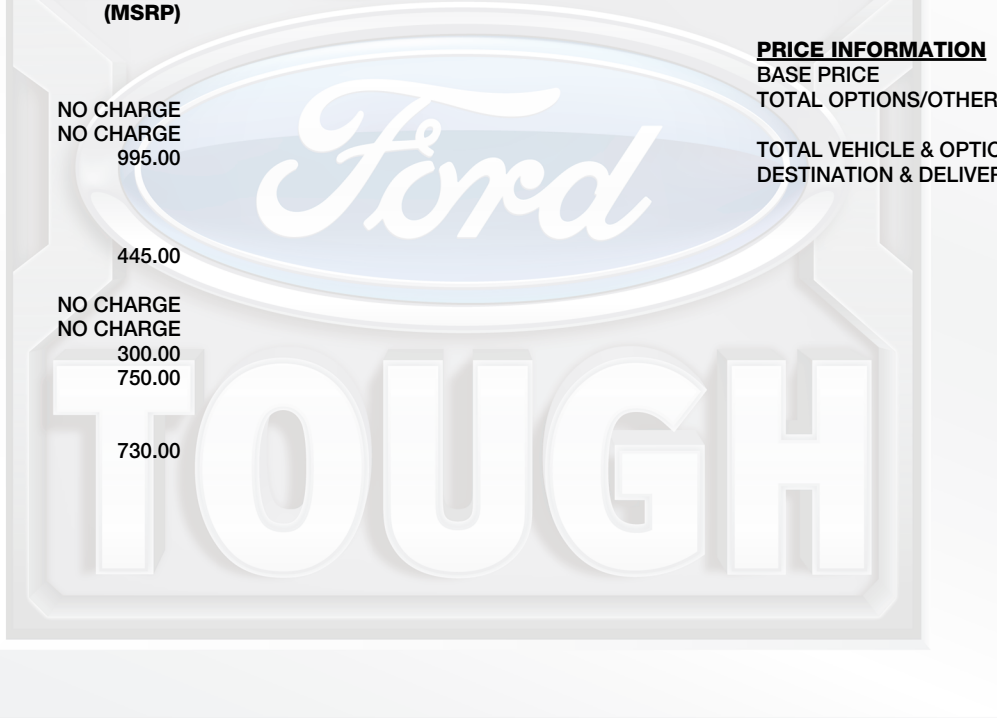 (MSRP)
NO CHARGE
NO CHARGE
995.00
445.00
NO CHARGE
NO CHARGE
300.00
750.00
730.00
PRICE INFORMATION
BASE PRICE
TOTAL OPTIONS/OTHER
TOTAL VEHICLE & OPTIO
DESTINATION & DELIVER
Ford
TOUGH